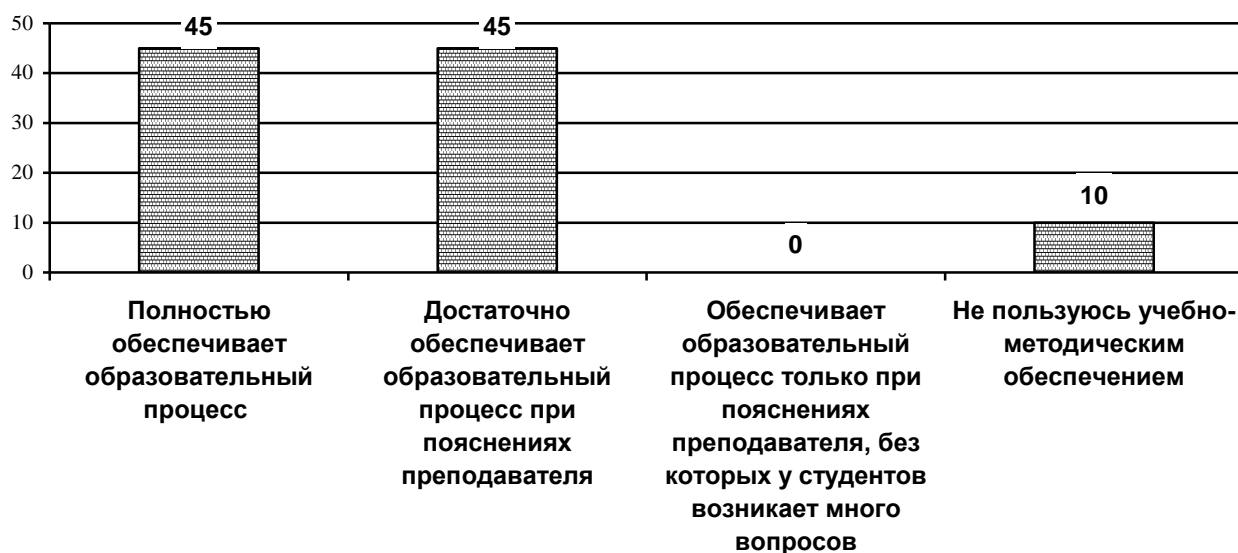 50
40
30
20
10
0
45
45
0
10
Полностью
обеспечивает
образовательный
процесс
Достаточно
обеспечивает
образовательный
процесс при
пояснениях
преподавателя
Обеспечивает
образовательный
процесс только при
пояснениях
преподавателя, без
которых у студентов
возникает много
вопросов
Не пользуюсь учебно-
методическим
обеспечением